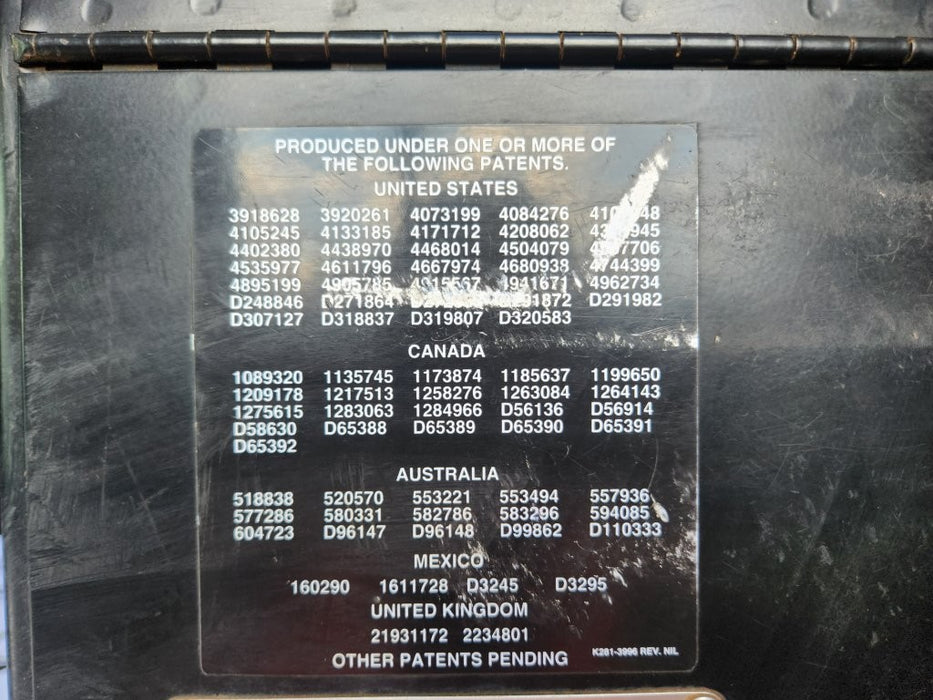 PRODUCED UNDER ONE OR MORE OF
THE FOLLOWING PATENTS.
UNITED STATES
3918628 3920261 4073199 4084276
4105245 4133185 4171712 4208062
4402380 4438970 4468014 4504079
4535977 4611796 4667974 4680938 4744399
4895199 4905785 4941671 4962734
D248846 D271864 D291982
D307127 D318837 D319807 D320583
CANADA
1089320 1135745 1173874 1185637 1199650
1209178 1217513 1258276 1263084 1264143
1275615 1283063 1284966 D56136 D56914
D58630 D65388 D65389 D65390 D65391
D65392
AUSTRALIA
518838 520570 553221 553494 557936
577286 580331 582786 583296 594085
604723 D96147 D96148 D99862 D110333
MEXICO
160290 1611728 D3245 D3295
UNITED KINGDOM
21931172 2234801
OTHER PATENTS PENDING
K281-3996 REV. NIL